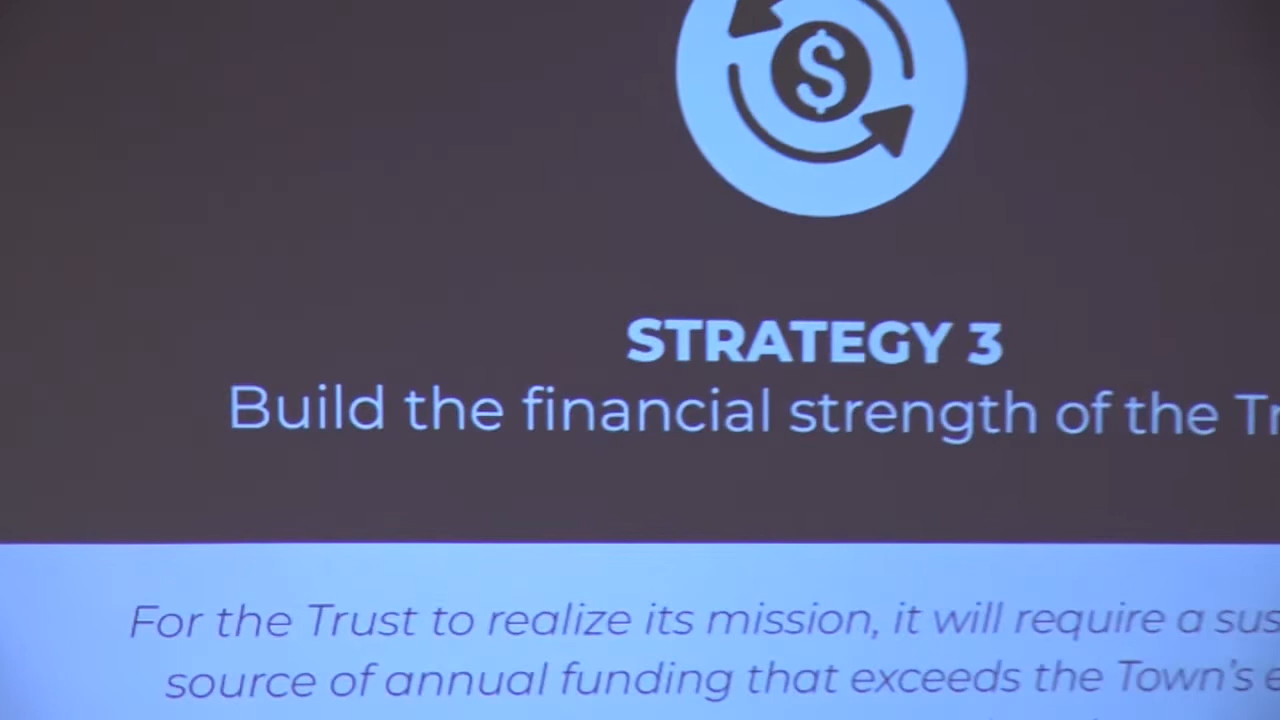 $
STRATEGY 3
Build the financial strength of the Tr
For the Trust to realize its mission, it will require a sus
source of annual funding that exceeds the Town's e